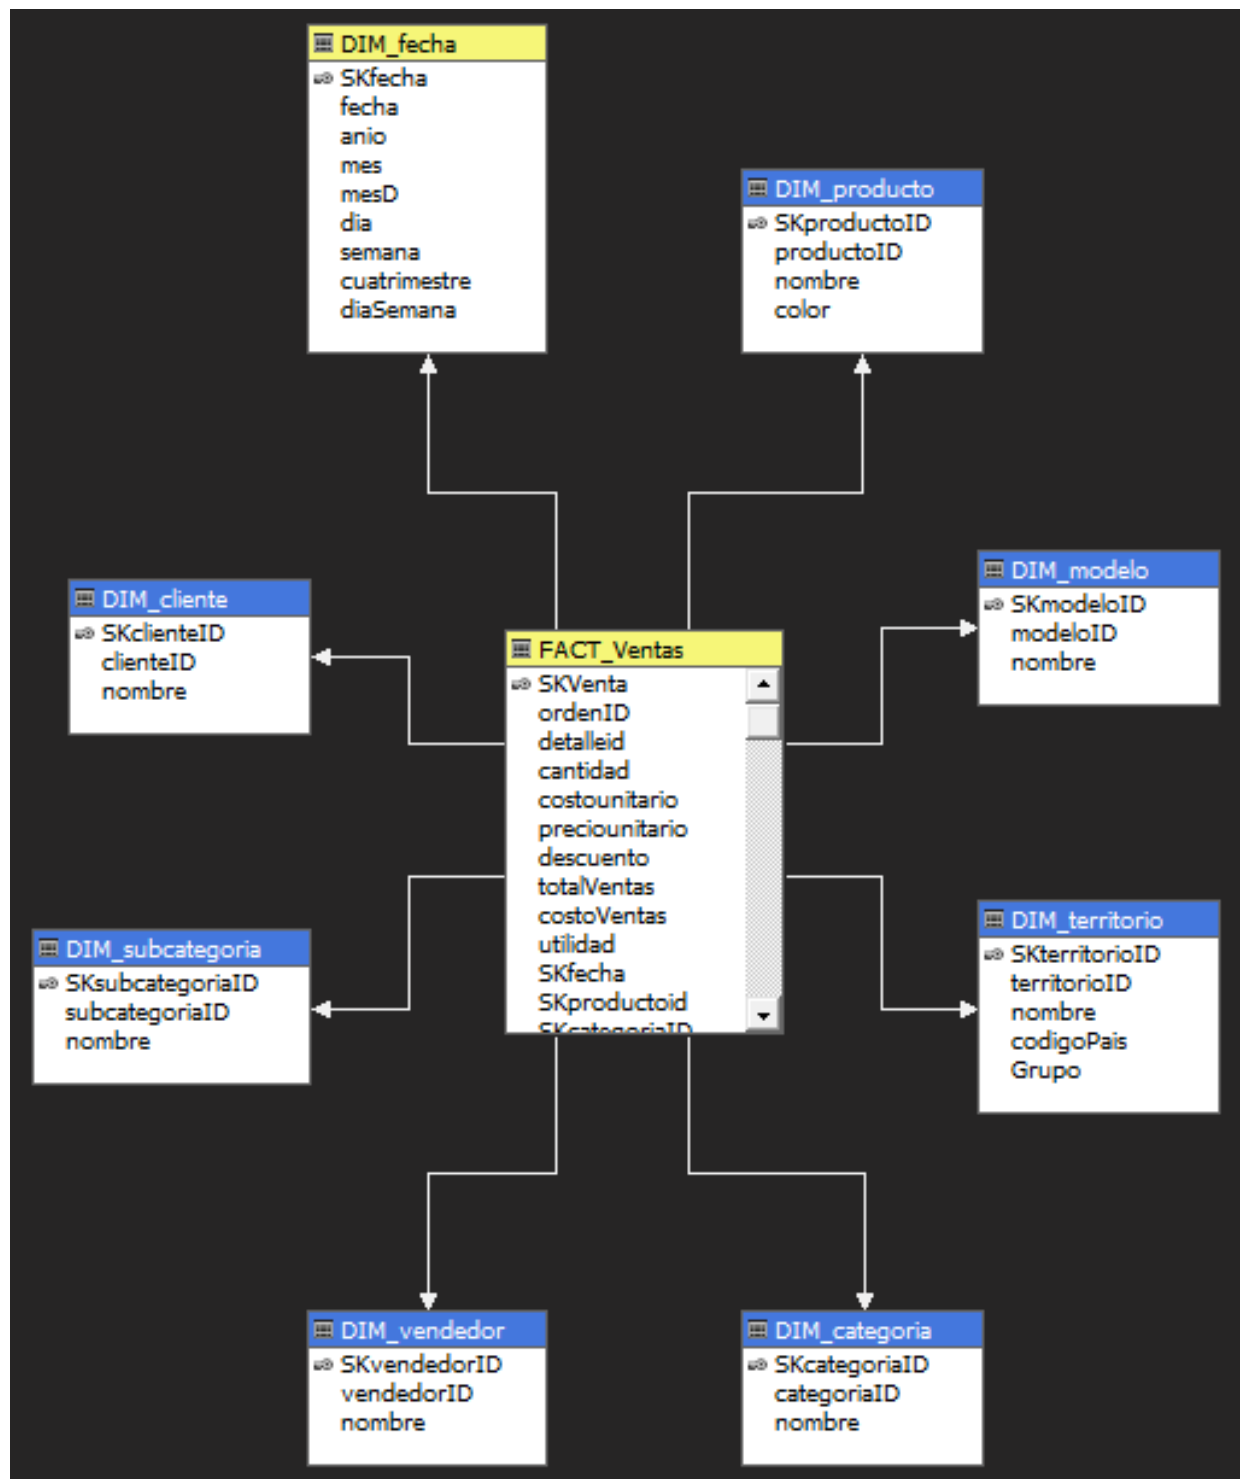 DIM_fecha
SKfecha
fecha
anio
mes
mesD
dia
semana
cuatrimestre
diaSemana
DIM_producto
SKproductoID
productoID
nombre
color
DIM_cliente
SKclienteID
clienteID
nombre
FACT_Ventas
SKVenta
ordenID
detalleid
cantidad
costounitario
preciounitario
descuento
totalVentas
costoVentas
utilidad
SKfecha
SKproductoid
SKcategoriaID
DIM_modelo
SKmodeloID
modeloID
nombre
DIM_subcategoria
SKsubcategoriaID
subcategoriaID
nombre
DIM_territorio
SKterritorioID
territorioID
nombre
codigoPais
Grupo
DIM_vendedor
SKvendedorID
vendedorID
nombre
DIM_categoria
SKcategoriaID
categoriaID
nombre